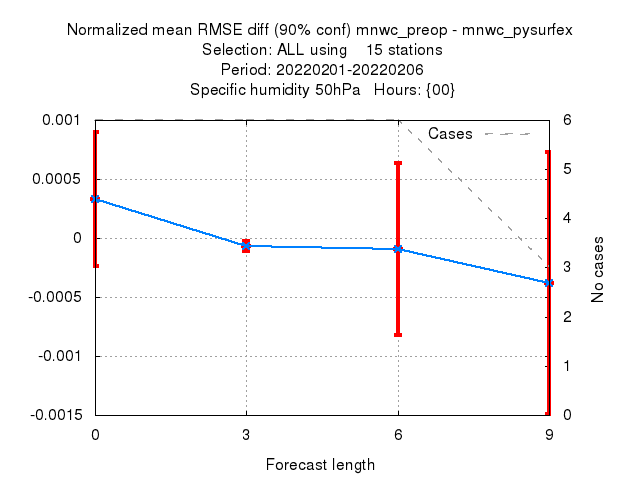 Normalized mean RMSE diff (90% conf) mnwc_preop - mnwc_pysurfex
Selection: ALL using    15 stations
Period: 20220201-20220206
Specific humidity 50hPa   Hours: {00}
Cases
0.001
0.0005
0
-0.0005
-0.001
-0.0015
6
5
4
3
2
1
0
No cases
0
3
6
9
Forecast length